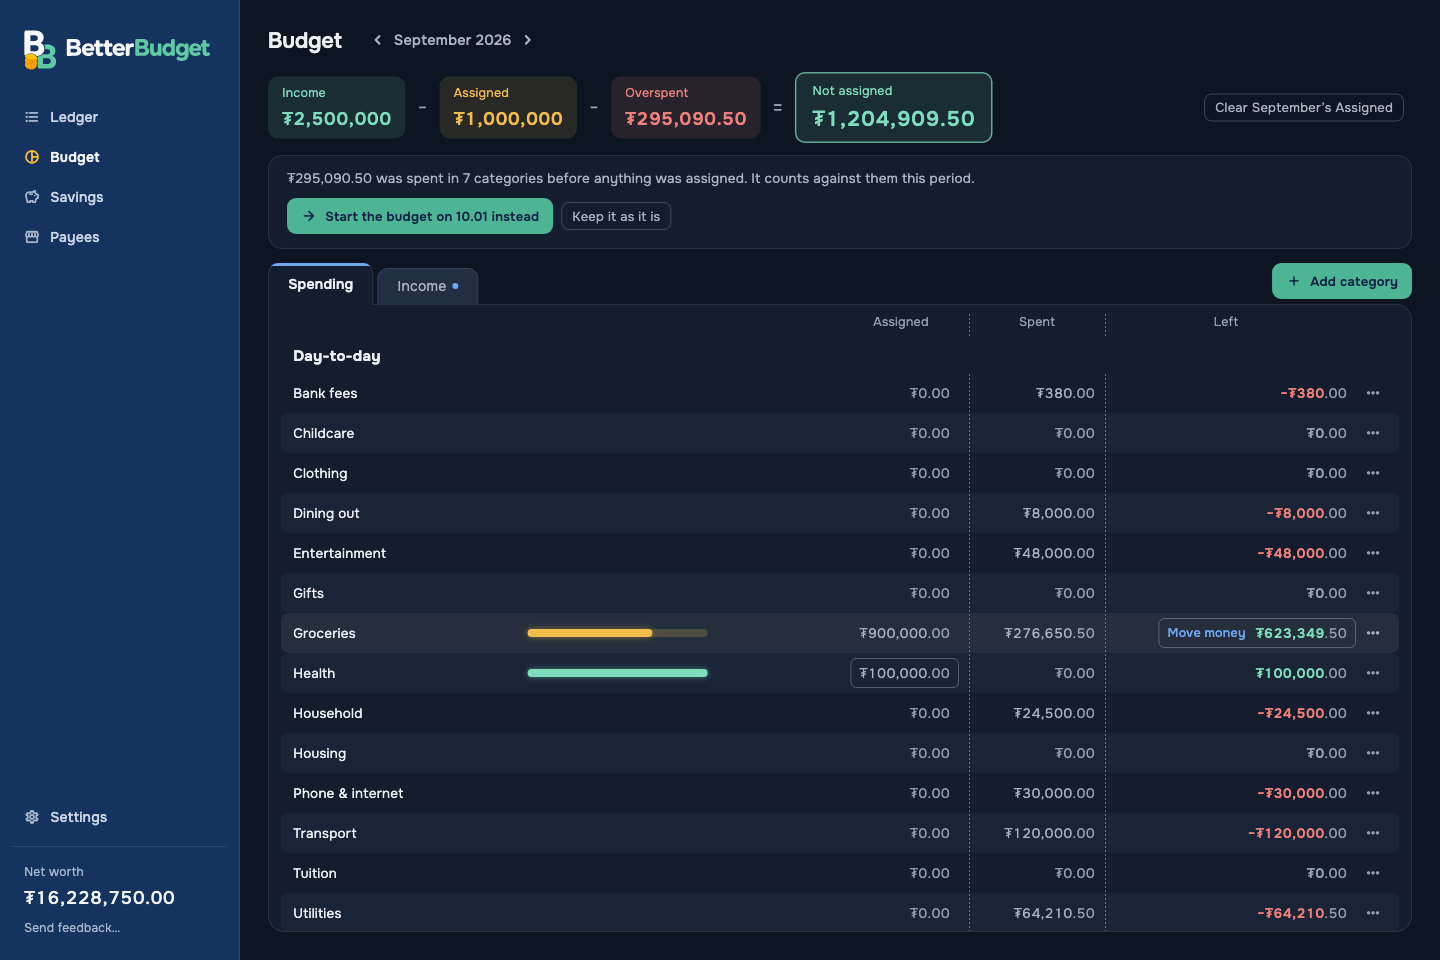 BetterBudget
Ledger
Budget
Savings
Payees
Settings
Net worth
₮16,228,750.00
Send feedback...
Budget
September 2026
Income
₮2,500,000
–
Assigned
₮1,000,000
–
Overspent
₮295,090.50
=
Not assigned
₮1,204,909.50
Clear September's Assigned
₮295,090.50 was spent in 7 categories before anything was assigned. It counts against them this period.
Start the budget on 10.01 instead
Keep it as it is
Spending
Income
+ Add category
Assigned Spent Left
Day-to-day
Bank fees ₮0.00 ₮380.00 -₮380.00
Childcare ₮0.00 ₮0.00 ₮0.00
Clothing ₮0.00 ₮0.00 ₮0.00
Dining out ₮0.00 ₮8,000.00 -₮8,000.00
Entertainment ₮0.00 ₮48,000.00 -₮48,000.00
Gifts ₮0.00 ₮0.00 ₮0.00
Groceries ₮900,000.00 ₮276,650.50 Move money ₮623,349.50
Health ₮100,000.00 ₮0.00 ₮100,000.00
Household ₮0.00 ₮24,500.00 -₮24,500.00
Housing ₮0.00 ₮0.00 ₮0.00
Phone & internet ₮0.00 ₮30,000.00 -₮30,000.00
Transport ₮0.00 ₮120,000.00 -₮120,000.00
Tuition ₮0.00 ₮0.00 ₮0.00
Utilities ₮0.00 ₮64,210.50 -₮64,210.50